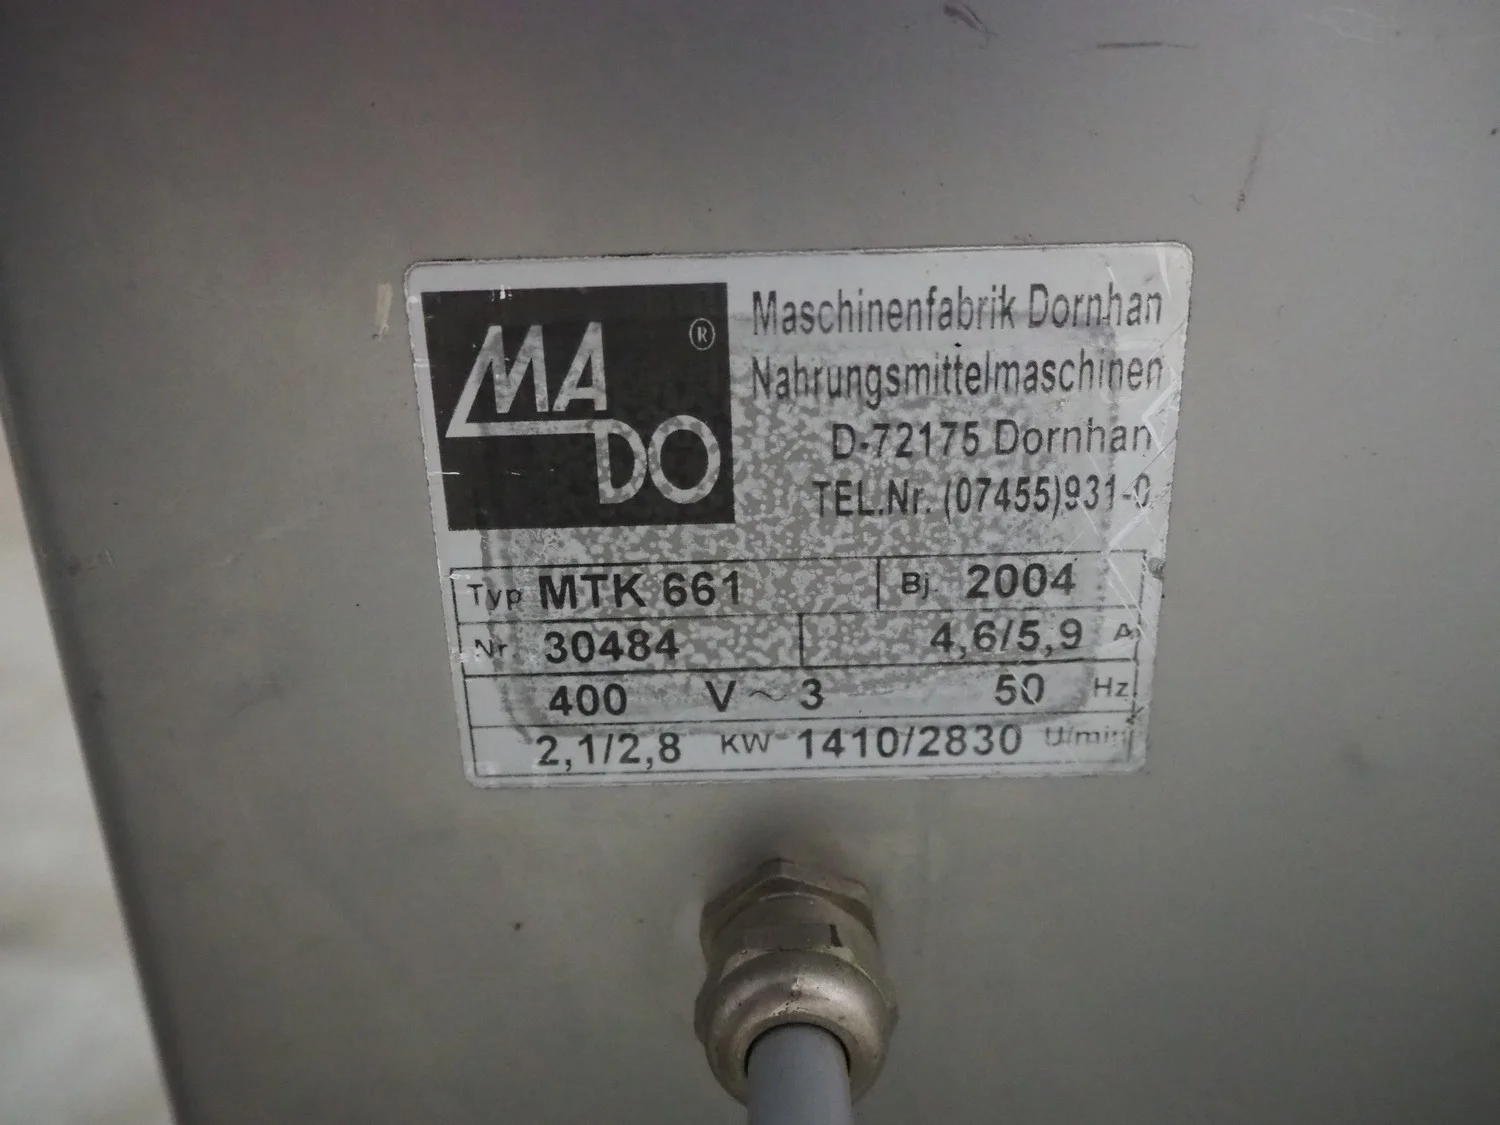 MA DO ®
Maschinenfabrik Dornhan
Nahrungsmittelmaschinen
D-72175 Dornhan
TEL.Nr. (07455)931-0
Typ MTK 661 Bj. 2004
Nr. 30484 4,6/5,9 A
400 V ~ 3 50 Hz
2,1/2,8 KW 1410/2830 U/min